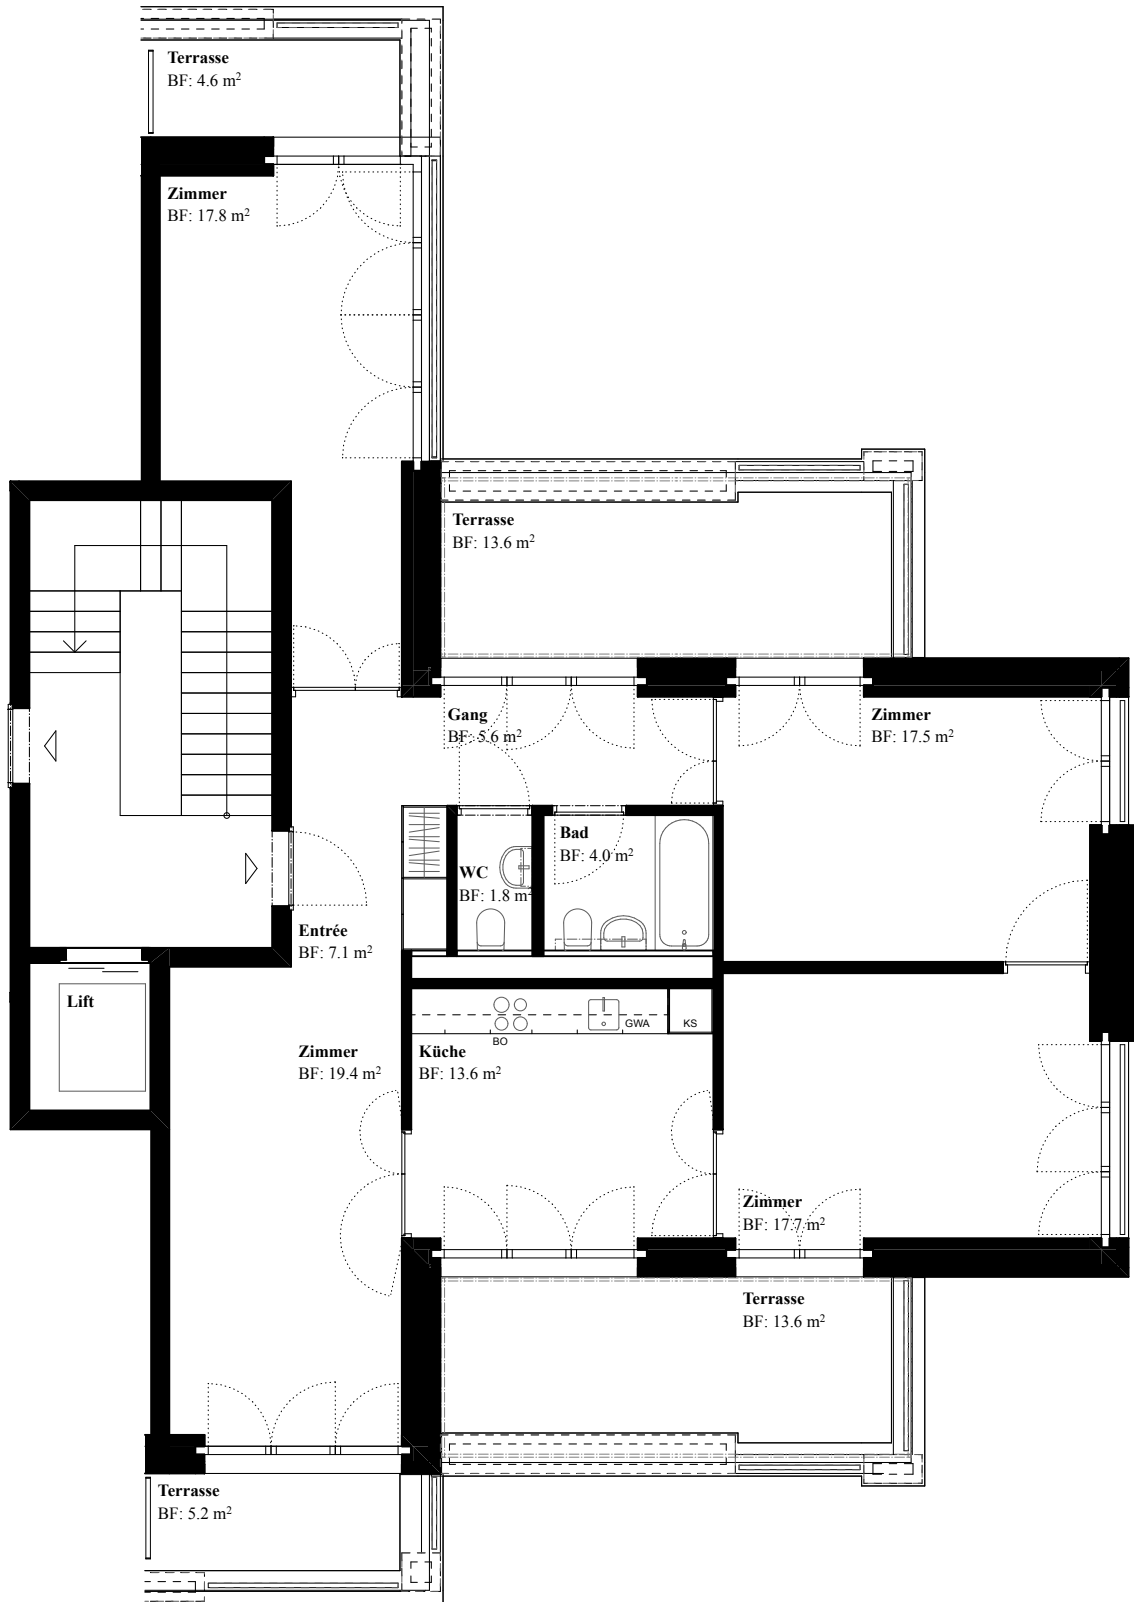 Terrasse
BF: 4.6 m²
Zimmer
BF: 17.8 m²
Terrasse
BF: 13.6 m²
Gang
BF: 5.6 m²
Zimmer
BF: 17.5 m²
Bad
BF: 4.0 m²
WC
BF: 1.8 m²
Entrée
BF: 7.1 m²
Lift
GWA
KS
BO
Zimmer
BF: 19.4 m²
Küche
BF: 13.6 m²
Zimmer
BF: 17.7 m²
Terrasse
BF: 13.6 m²
Terrasse
BF: 5.2 m²